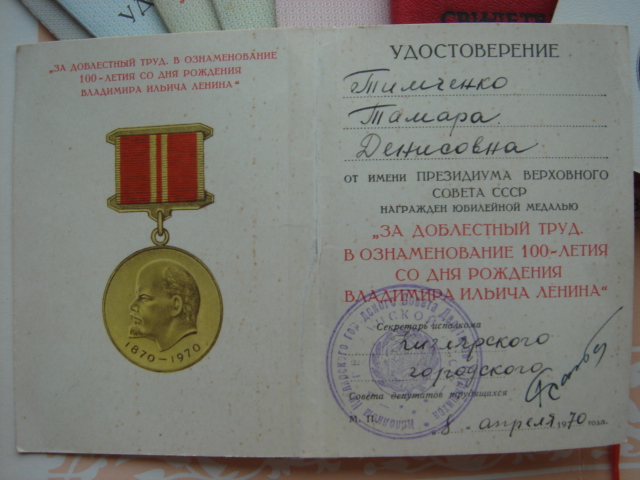 УД
СВИДЕТЕ
„ЗА ДОБЛЕСТНЫЙ ТРУД. В ОЗНАМЕНОВАНИЕ
100-ЛЕТИЯ СО ДНЯ РОЖДЕНИЯ
ВЛАДИМИРА ИЛЬИЧА ЛЕНИНА"
1870-1970
УДОСТОВЕРЕНИЕ
Тимченко
Тамара
Денисовна
ОТ ИМЕНИ ПРЕЗИДИУМА ВЕРХОВНОГО
СОВЕТА СССР
НАГРАЖДЕН ЮБИЛЕЙНОЙ МЕДАЛЬЮ
„ЗА ДОБЛЕСТНЫЙ ТРУД.
В ОЗНАМЕНОВАНИЕ 100-ЛЕТИЯ
СО ДНЯ РОЖДЕНИЯ
ВЛАДИМИРА ИЛЬИЧА ЛЕНИНА"
Секретарь исполкома
городского
Совета депутатов трудящихся
М. П. 8. апреля 1970 года.